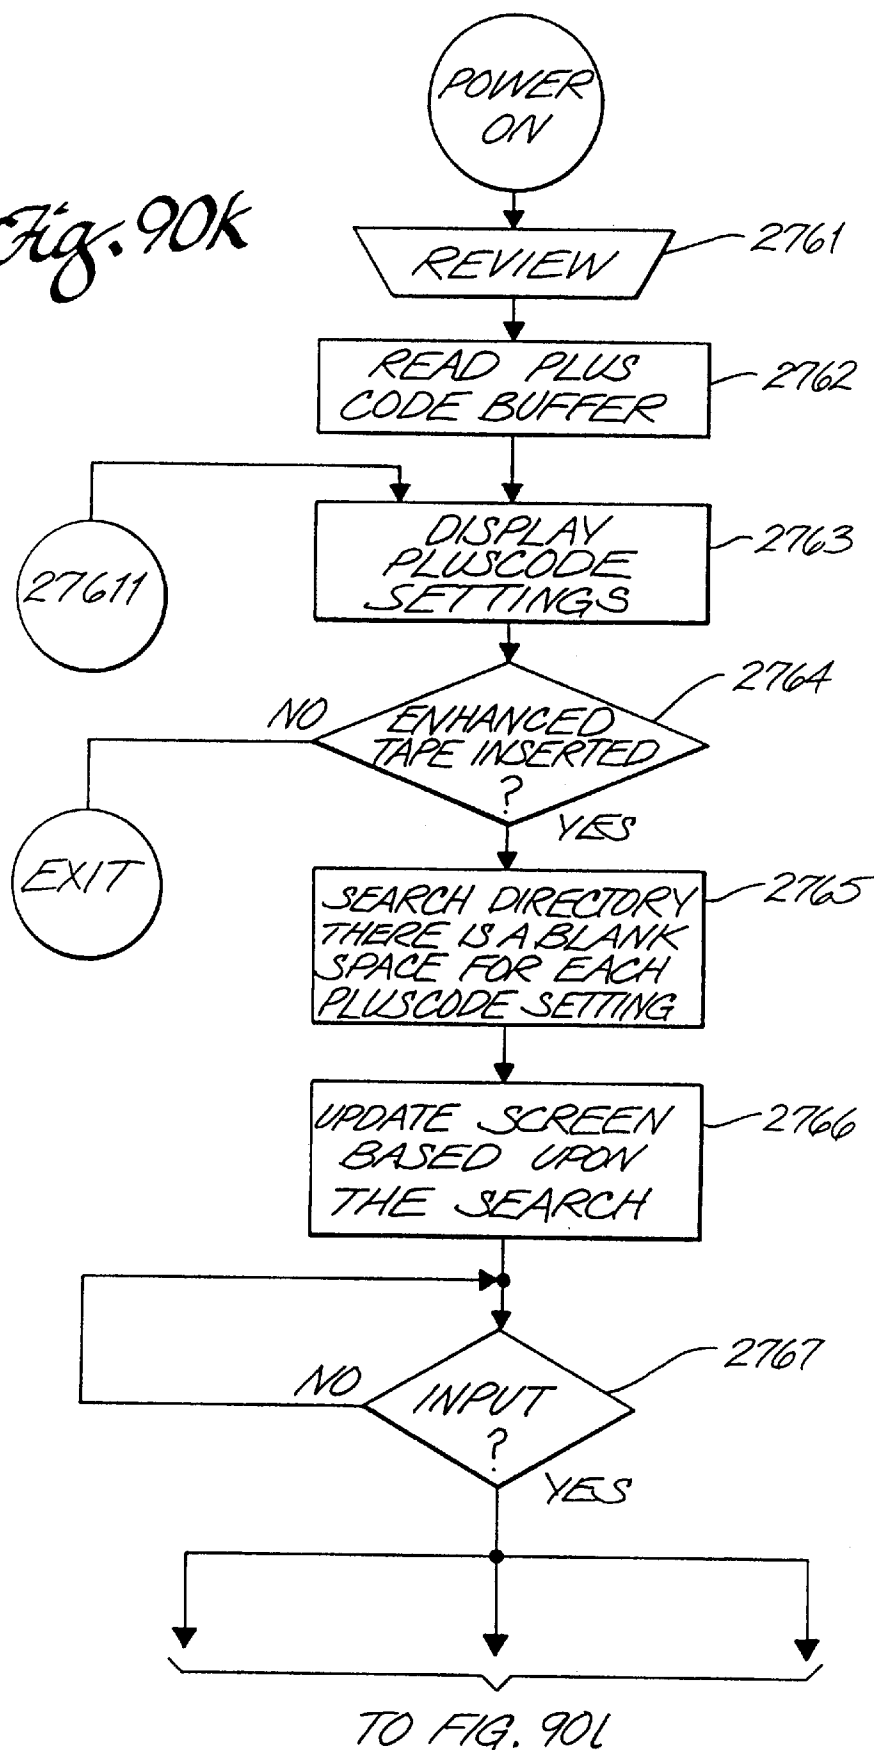 POWER
ON
Fig. 90k
REVIEW
2761
READ PLUS
CODE BUFFER
2762
DISPLAY
PLUSCODE
SETTINGS
2763
27611
ENHANCED
TAPE INSERTED
?
2764
NO
YES
EXIT
SEARCH DIRECTORY
THERE IS A BLANK
SPACE FOR EACH
PLUSCODE SETTING
2765
UPDATE SCREEN
BASED UPON
THE SEARCH
2766
INPUT
?
2767
NO
YES
TO FIG. 90l